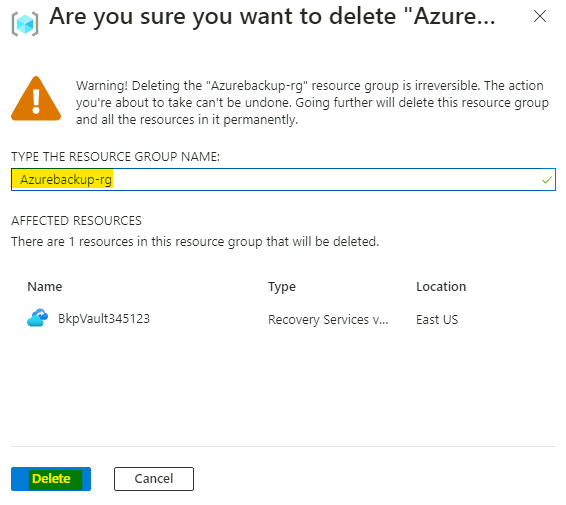 Are you sure you want to delete "Azure...
Warning! Deleting the "Azurebackup-rg" resource group is irreversible. The action
you're about to take can't be undone. Going further will delete this resource group
and all the resources in it permanently.
TYPE THE RESOURCE GROUP NAME:
Azurebackup-rg
AFFECTED RESOURCES
There are 1 resources in this resource group that will be deleted.
Name Type Location
BkpVault345123 Recovery Services v... East US
Delete Cancel